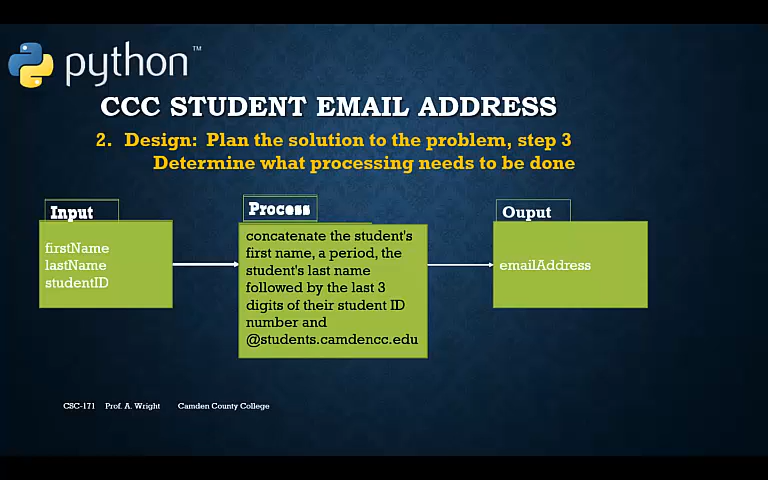 python™
CCC STUDENT EMAIL ADDRESS
2. Design: Plan the solution to the problem, step 3
Determine what processing needs to be done
Input
firstName
lastName
studentID
Process
concatenate the student's
first name, a period, the
student's last name
followed by the last 3
digits of their student ID
number and
@students.camdencc.edu
Ouput
emailAddress
CSC-171 Prof. A. Wright Camden County College